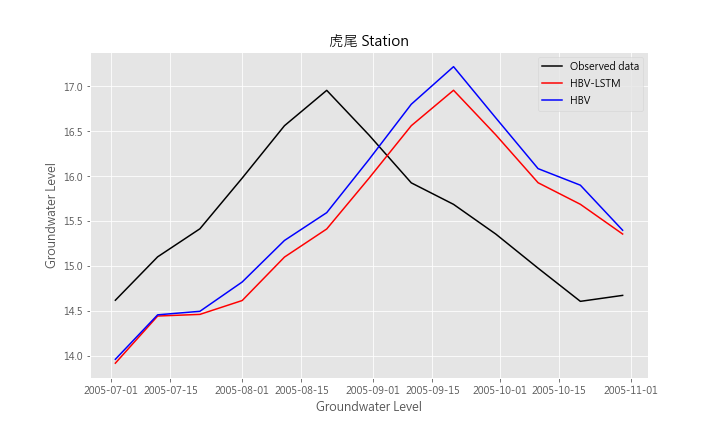 虎尾 Station
Observed data
HBV-LSTM
HBV
Groundwater Level
17.0
16.5
16.0
15.5
15.0
14.5
14.0
2005-07-01
2005-07-15
2005-08-01
2005-08-15
2005-09-01
2005-09-15
2005-10-01
2005-10-15
2005-11-01
Groundwater Level